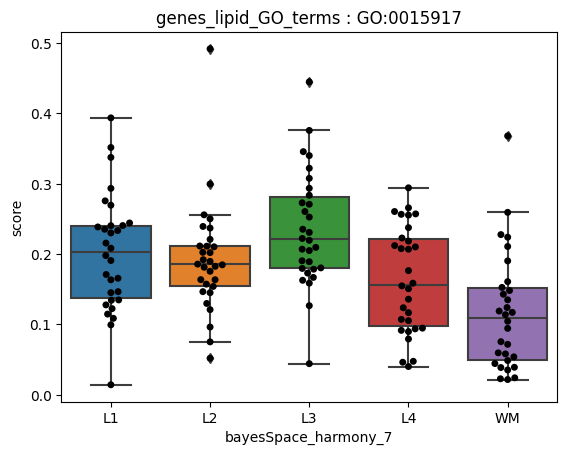 genes_lipid_GO_terms : GO:0015917
0.5
0.4
0.3
0.2
0.1
0.0
score
L1 L2 L3 L4 WM
bayesSpace_harmony_7